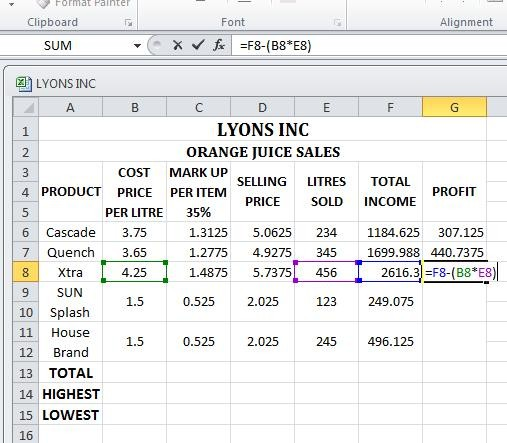 Format Painter
Clipboard Font Alignment
SUM =F8-(B8*E8)
LYONS INC
A B C D E F G
1 LYONS INC
2 ORANGE JUICE SALES
3 COST MARK UP
4 PRODUCT PRICE PER ITEM SELLING PRICE LITRES SOLD TOTAL INCOME PROFIT
5 PER LITRE 35%
6 Cascade 3.75 1.3125 5.0625 234 1184.625 307.125
7 Quench 3.65 1.2775 4.9275 345 1699.988 440.7375
8 Xtra 4.25 1.4875 5.7375 456 2616.3 =F8-(B8*E8)
9 SUN
10 Splash 1.5 0.525 2.025 123 249.075
11 House
12 Brand 1.5 0.525 2.025 245 496.125
13 TOTAL
14 HIGHEST
15 LOWEST
16